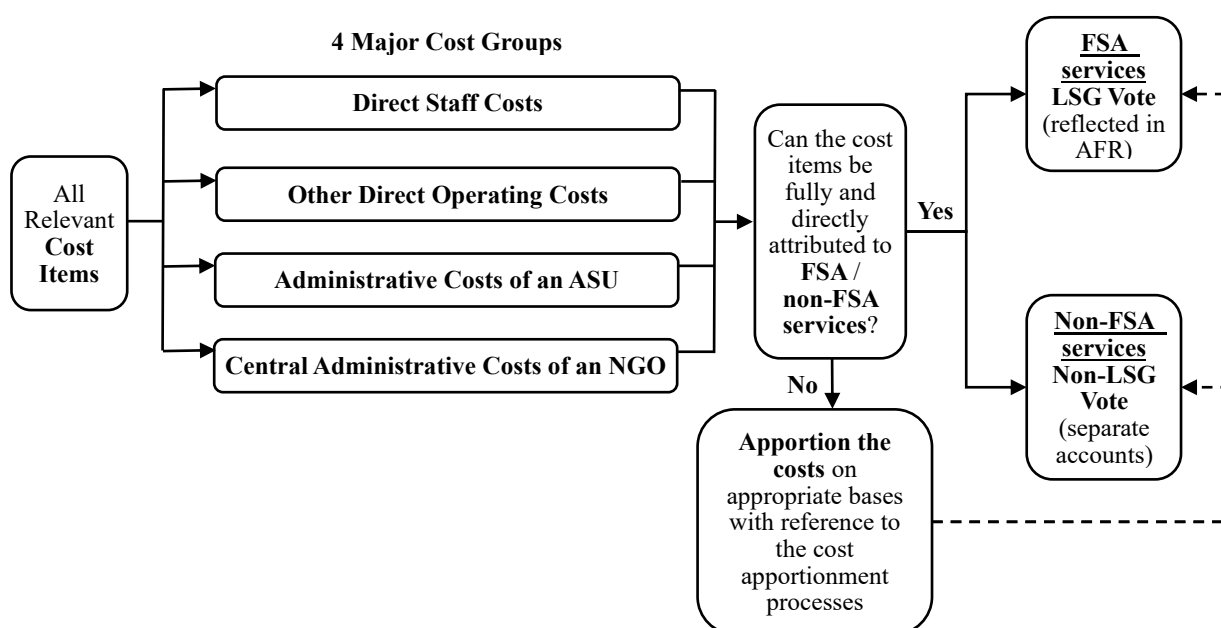 4 Major Cost Groups
All
Relevant
Cost
Items
Direct Staff Costs
Other Direct Operating Costs
Administrative Costs of an ASU
Central Administrative Costs of an NGO
Can the cost
items be
fully and
directly
attributed to
FSA /
non-FSA
services?
Yes
No
Apportion the
costs on
appropriate bases
with reference to
the cost
apportionment
processes
FSA
services
LSG Vote
(reflected in
AFR)
Non-FSA
services
Non-LSG
Vote
(separate
accounts)